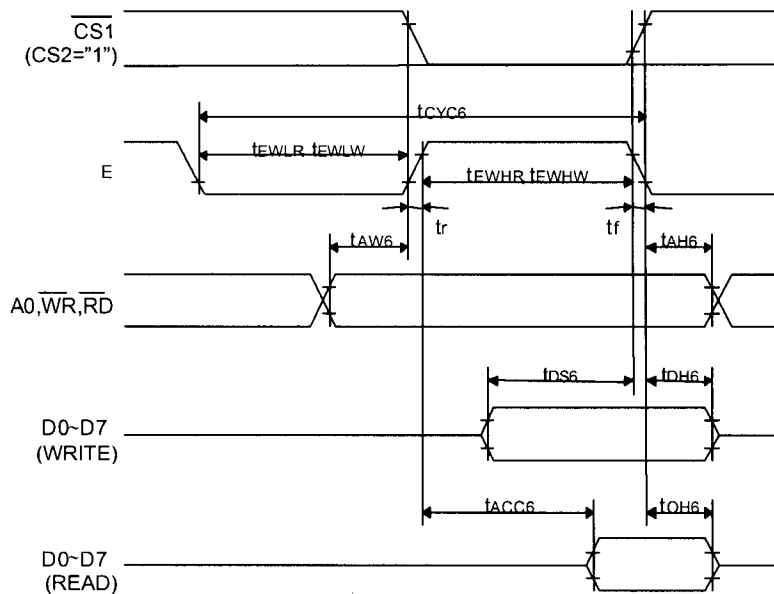 CS1
(CS2="1")
tCYC6
tEWLR, tEWLW
E
tEWHR, tEWHW
tr
tf
tAW6
tAH6
A0,WR,RD
tDS6
tDH6
D0~D7
(WRITE)
tACC6
tOH6
D0~D7
(READ)